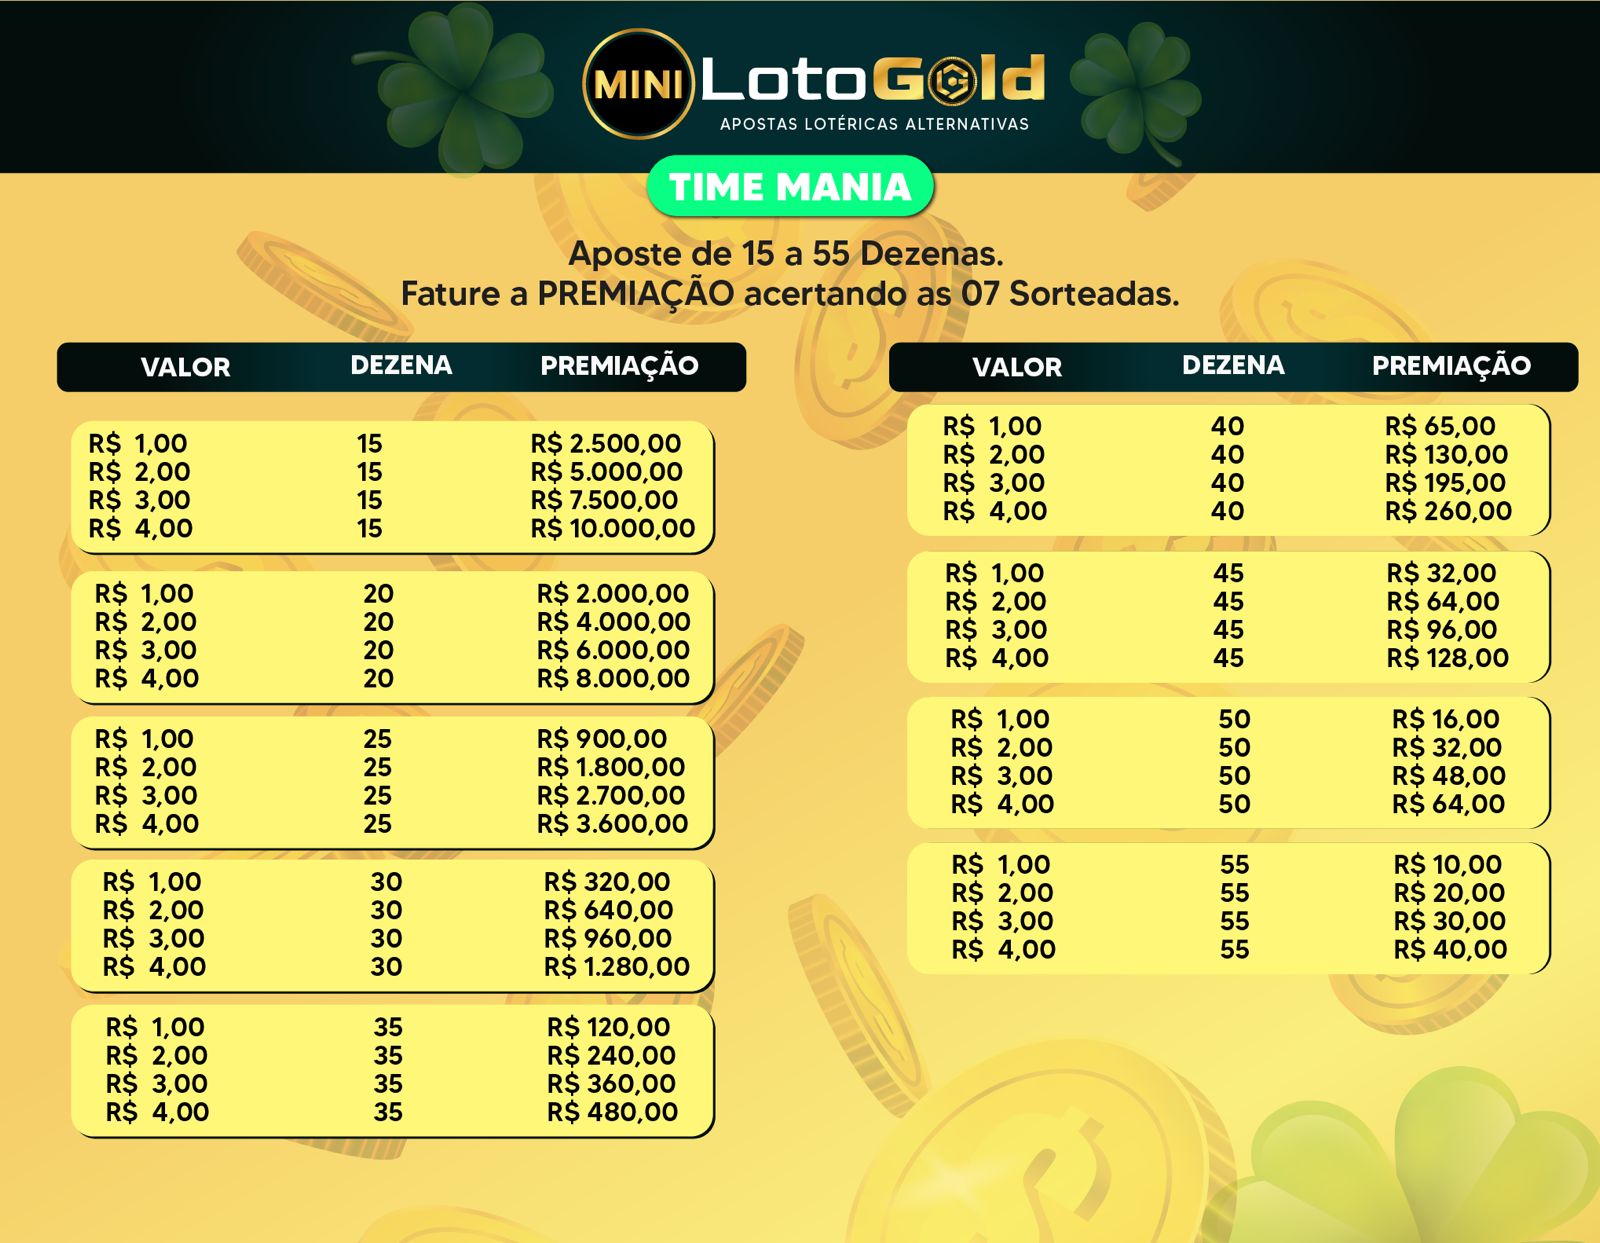 MINI LotoGold
APOSTAS LOTÉRICAS ALTERNATIVAS
TIME MANIA
Aposte de 15 a 55 Dezenas.
Fature a PREMIAÇÃO acertando as 07 Sorteadas.
VALOR DEZENA PREMIAÇÃO
R$ 1,00 15 R$ 2.500,00
R$ 2,00 15 R$ 5.000,00
R$ 3,00 15 R$ 7.500,00
R$ 4,00 15 R$ 10.000,00
R$ 1,00 20 R$ 2.000,00
R$ 2,00 20 R$ 4.000,00
R$ 3,00 20 R$ 6.000,00
R$ 4,00 20 R$ 8.000,00
R$ 1,00 25 R$ 900,00
R$ 2,00 25 R$ 1.800,00
R$ 3,00 25 R$ 2.700,00
R$ 4,00 25 R$ 3.600,00
R$ 1,00 30 R$ 320,00
R$ 2,00 30 R$ 640,00
R$ 3,00 30 R$ 960,00
R$ 4,00 30 R$ 1.280,00
R$ 1,00 35 R$ 120,00
R$ 2,00 35 R$ 240,00
R$ 3,00 35 R$ 360,00
R$ 4,00 35 R$ 480,00
VALOR DEZENA PREMIAÇÃO
R$ 1,00 40 R$ 65,00
R$ 2,00 40 R$ 130,00
R$ 3,00 40 R$ 195,00
R$ 4,00 40 R$ 260,00
R$ 1,00 45 R$ 32,00
R$ 2,00 45 R$ 64,00
R$ 3,00 45 R$ 96,00
R$ 4,00 45 R$ 128,00
R$ 1,00 50 R$ 16,00
R$ 2,00 50 R$ 32,00
R$ 3,00 50 R$ 48,00
R$ 4,00 50 R$ 64,00
R$ 1,00 55 R$ 10,00
R$ 2,00 55 R$ 20,00
R$ 3,00 55 R$ 30,00
R$ 4,00 55 R$ 40,00